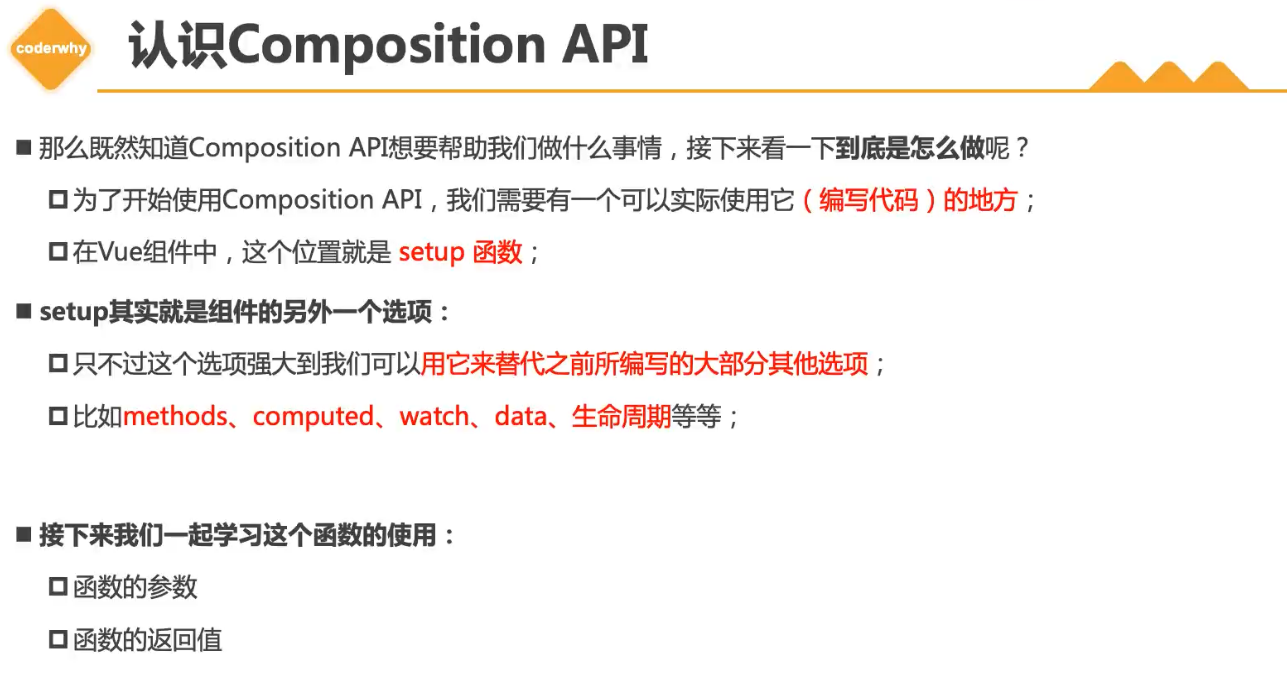 coderwhy
认识Composition API
■ 那么既然知道Composition API想要帮助我们做什么事情，接下来看一下到底是怎么做呢？
为了开始使用Composition API，我们需要有一个可以实际使用它（编写代码）的地方；
在Vue组件中，这个位置就是 setup 函数；
■ setup其实就是组件的另外一个选项：
只不过这个选项强大到我们可以用它来替代之前所编写的大部分其他选项；
比如methods、computed、watch、data、生命周期等等；
■ 接下来我们一起学习这个函数的使用：
函数的参数
函数的返回值